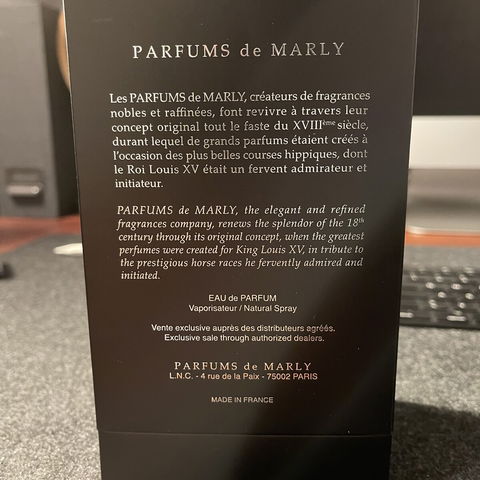 PARFUMS de MARLY
Les PARFUMS de MARLY, créateurs de fragrances
nobles et raffinées, font revivre à travers leur
concept original tout le faste du XVIIIème siècle,
durant lequel de grands parfums étaient créés à
l'occasion des plus belles courses hippiques, dont
le Roi Louis XV était un fervent admirateur et
initiateur.
PARFUMS de MARLY, the elegant and refined
fragrances company, renews the splendor of the 18th
century through its original concept, when the greatest
perfumes were created for King Louis XV, in tribute to
the prestigious horse races he fervently admired and
initiated.
EAU de PARFUM
Vaporisateur / Natural Spray
Vente exclusive auprès des distributeurs agréés.
Exclusive sale through authorized dealers.
PARFUMS de MARLY
L.N.C. - 4 rue de la Paix - 75002 PARIS
MADE IN FRANCE